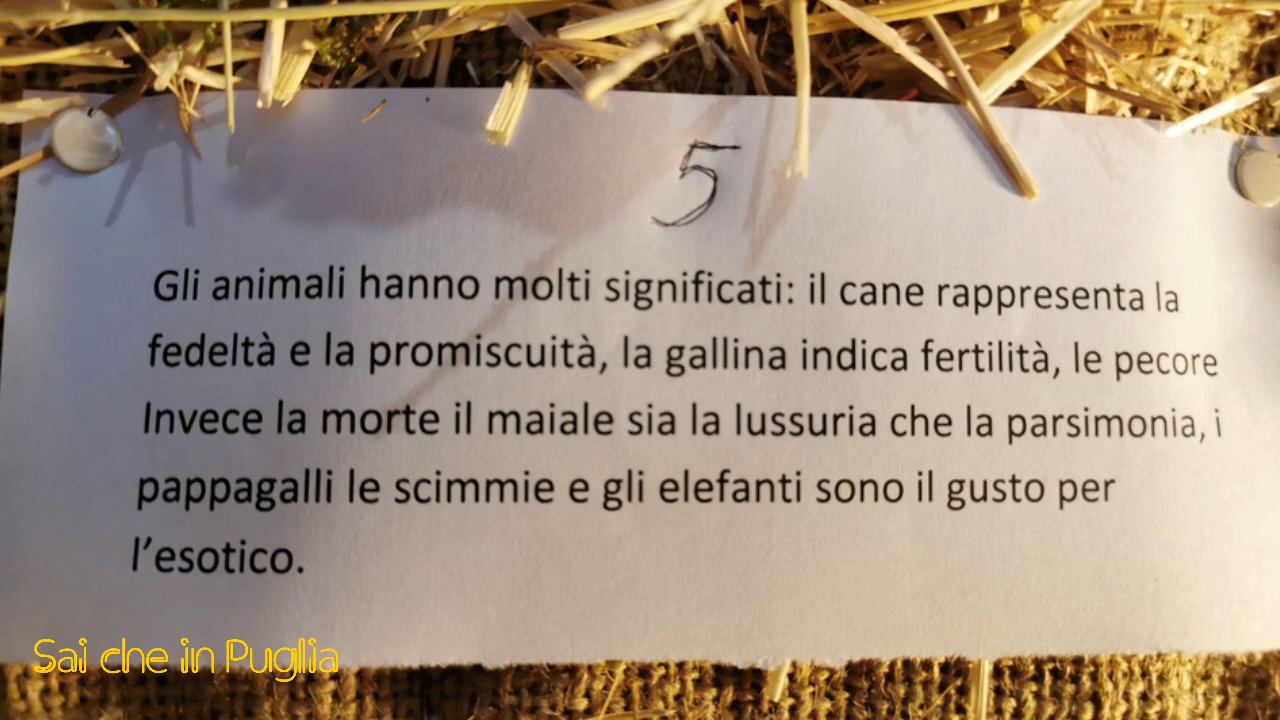 5
Gli animali hanno molti significati: il cane rappresenta la
fedeltà e la promiscuità, la gallina indica fertilità, le pecore
Invece la morte il maiale sia la lussuria che la parsimonia, i
pappagalli le scimmie e gli elefanti sono il gusto per
l'esotico.
Sai che in Puglia